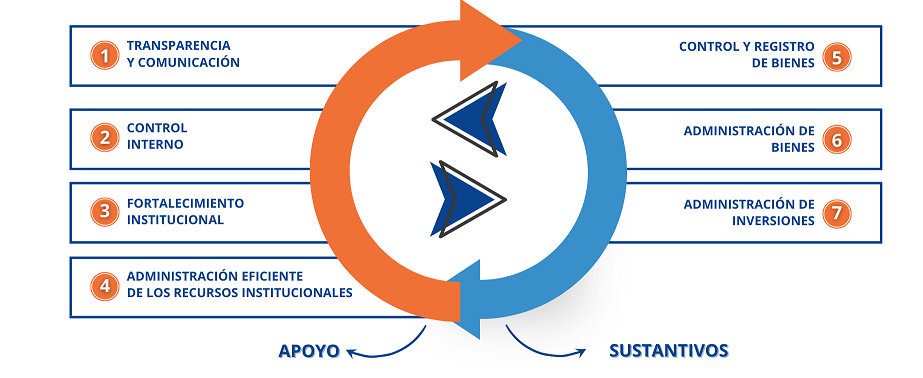 1
TRANSPARENCIA
Y COMUNICACIÓN
2
CONTROL
INTERNO
3
FORTALECIMIENTO
INSTITUCIONAL
4
ADMINISTRACIÓN EFICIENTE
DE LOS RECURSOS INSTITUCIONALES
CONTROL Y REGISTRO
DE BIENES
5
ADMINISTRACIÓN DE
BIENES
6
ADMINISTRACIÓN DE
INVERSIONES
7
APOYO
SUSTANTIVOS